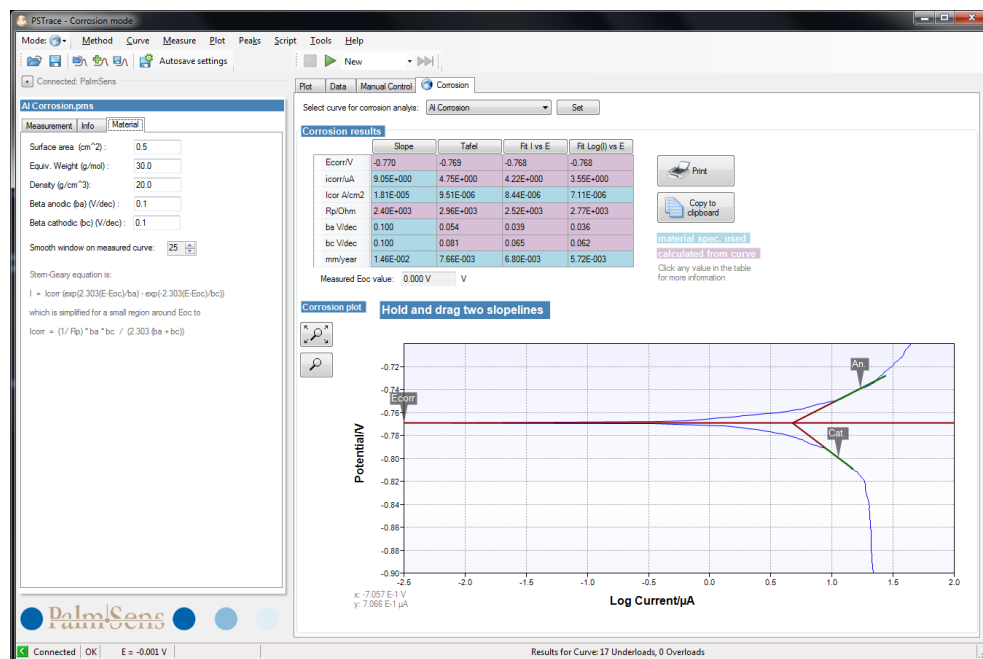 PSTrace - Corrosion mode
Mode: Method Curve Measure Plot Peaks Script Tools Help
Autosave settings New
Connected: PalmSens
Plot Data Manual Control Corrosion
Al Corrosion.pms
Measurement Info Material
Surface area (cm^2) : 0.5
Equiv. Weight (g/mol) : 30.0
Density (g/cm^3): 20.0
Beta anodic (ba) (V/dec) : 0.1
Beta cathodic (bc) (V/dec) : 0.1
Smooth window on measured curve: 25
Stern-Geary equation is:
I = Icorr (exp(2.303(E-Eoc)/ba) - exp(-2.303(E-Eoc)/bc))
which is simplified for a small region around Eoc to
Icorr = (1/ Rp) * ba * bc / (2.303 (ba + bc))
PalmSens
Select curve for corrosion analyis: Al Corrosion Set
Corrosion results
Slope Tafel Fit I vs E Fit Log(I) vs E
Ecorr/V -0.770 -0.769 -0.768 -0.768
icorr/uA 9.05E+000 4.75E+000 4.22E+000 3.55E+000
Icor A/cm2 1.81E-005 9.51E-006 8.44E-006 7.11E-006
Rp/Ohm 2.40E+003 2.96E+003 2.52E+003 2.77E+003
ba V/dec 0.100 0.054 0.039 0.036
bc V/dec 0.100 0.081 0.065 0.062
mm/year 1.46E-002 7.66E-003 6.80E-003 5.72E-003
Print
Copy to
clipboard
material spec. used
calculated from curve
Click any value in the table
for more information
Measured Eoc value: 0.000 V V
Corrosion plot Hold and drag two slopelines
Potential/V
-0.72
-0.74
-0.76
-0.78
-0.80
-0.82
-0.84
-0.86
-0.88
-0.90
Ecorr
An.
Cat.
-2.5 -2.0 -1.5 -1.0 -0.5 0.0 0.5 1.0 1.5 2.0
Log Current/µA
x: -7.057 E-1 V
y: 7.066 E-1 µA
Connected OK E = -0.001 V Results for Curve: 17 Underloads, 0 Overloads